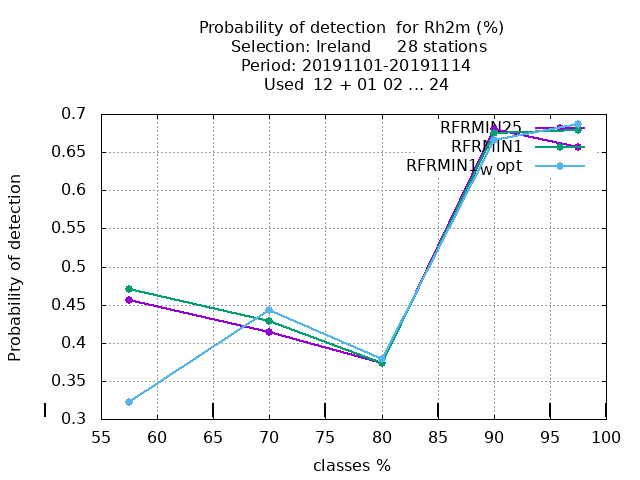 Probability of detection  for Rh2m (%)
Selection: Ireland     28 stations
Period: 20191101-20191114
Used  12 + 01 02 ... 24
Probability of detection
0.7
0.65
0.6
0.55
0.5
0.45
0.4
0.35
0.3
RFRMIN25
RFRMIN1
RFRMIN1wopt
55 60 65 70 75 80 85 90 95 100
classes %